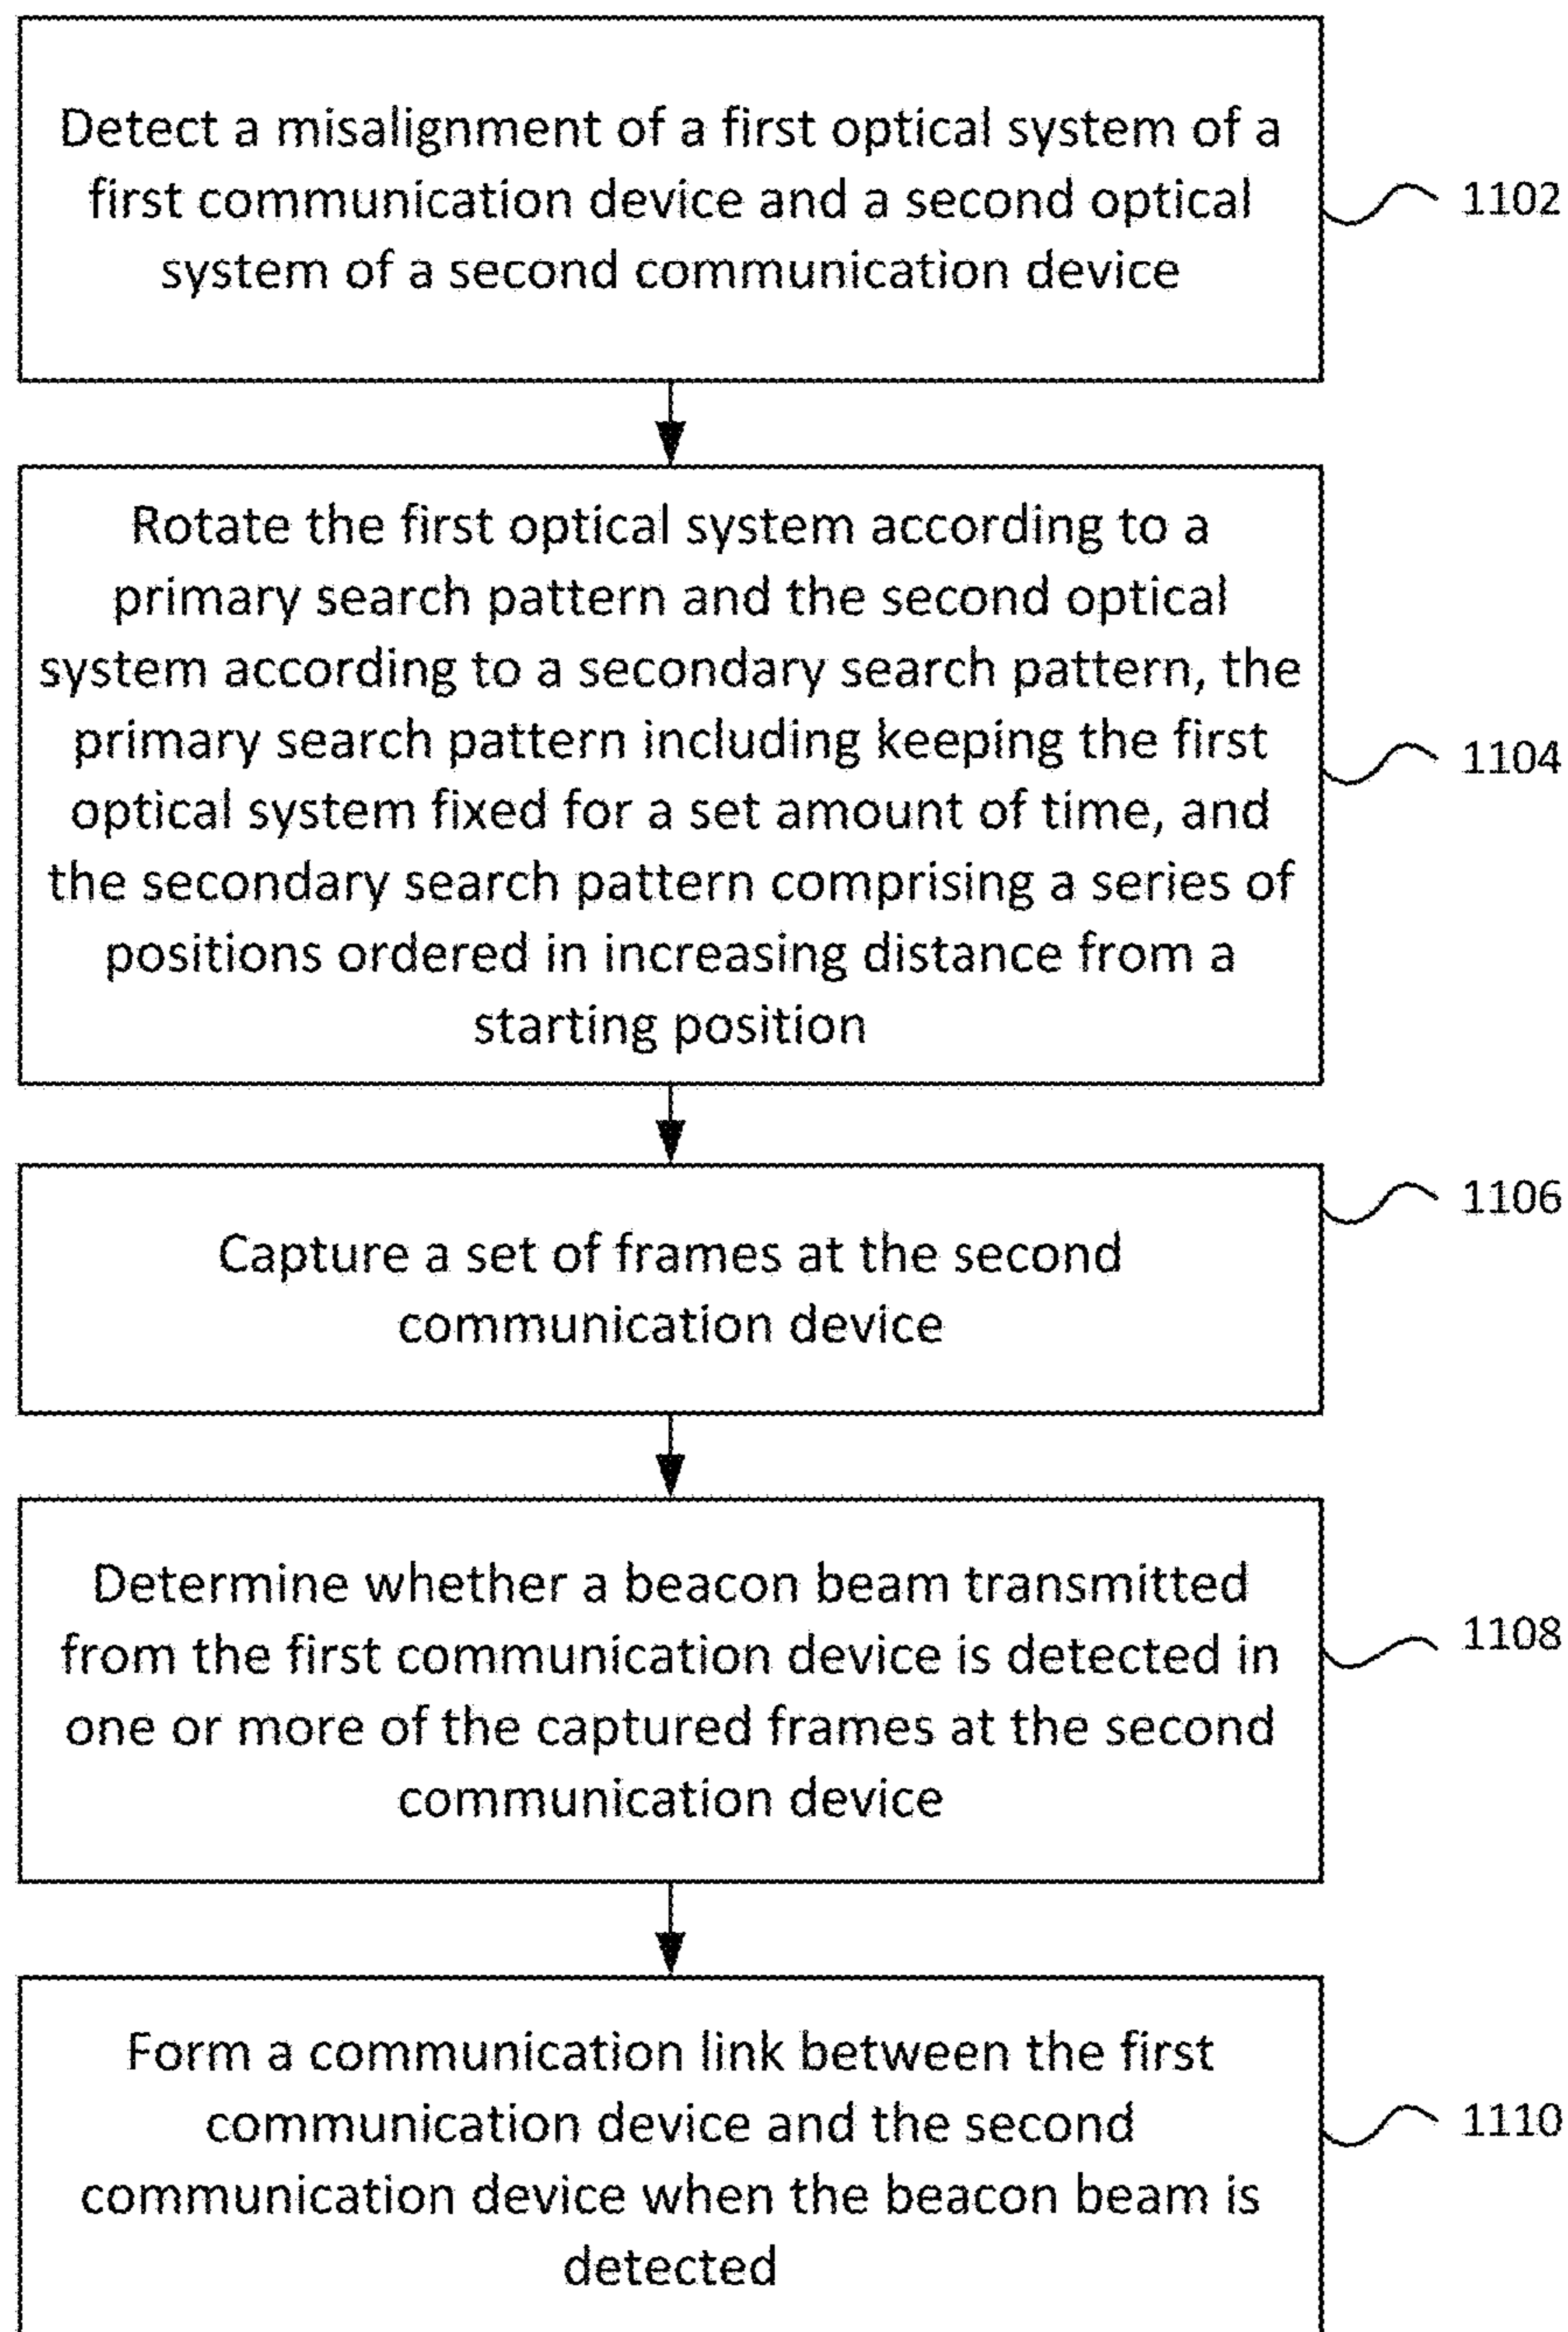 Detect a misalignment of a first optical system of a
first communication device and a second optical
system of a second communication device
1102
Rotate the first optical system according to a
primary search pattern and the second optical
system according to a secondary search pattern, the
primary search pattern including keeping the first
optical system fixed for a set amount of time, and
the secondary search pattern comprising a series of
positions ordered in increasing distance from a
starting position
1104
Capture a set of frames at the second
communication device
1106
Determine whether a beacon beam transmitted
from the first communication device is detected in
one or more of the captured frames at the second
communication device
1108
Form a communication link between the first
communication device and the second
communication device when the beacon beam is
detected
1110